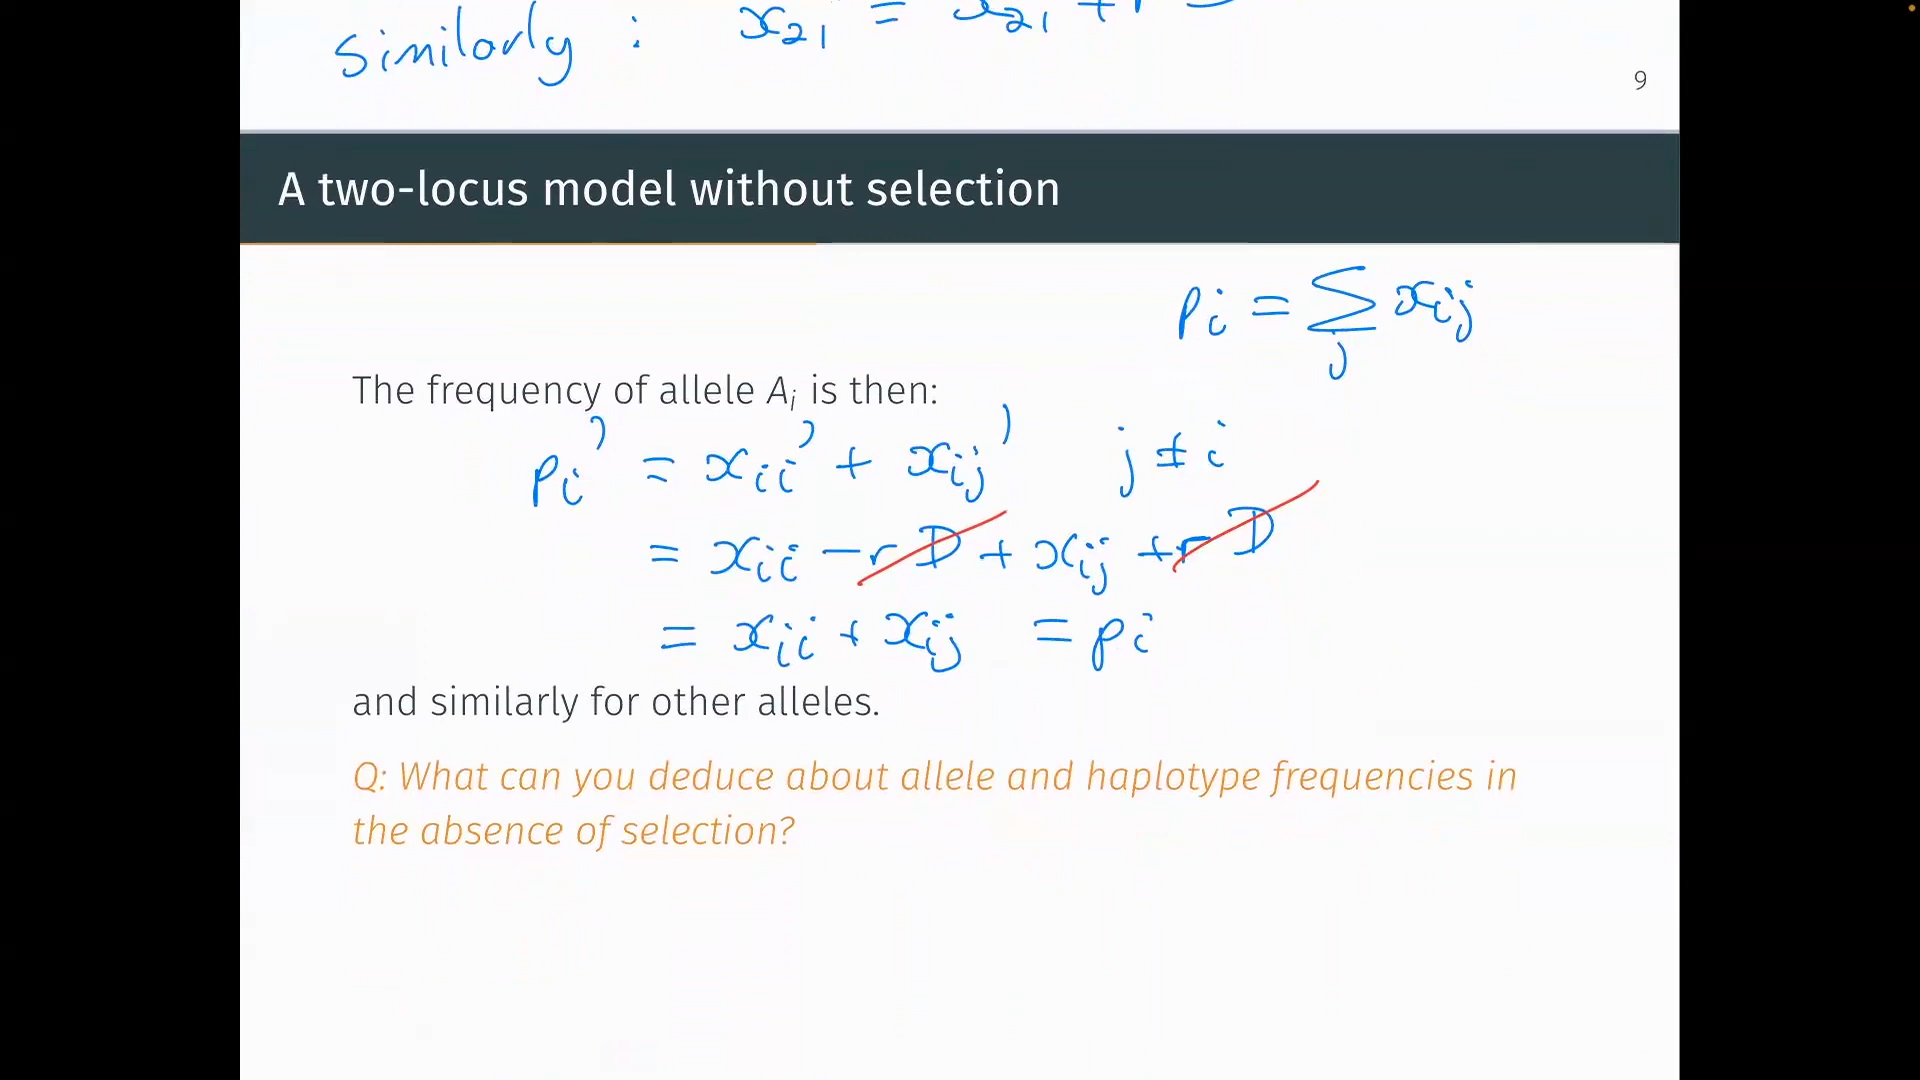 Similarly : x₂₁' = x₂₁ + r D
9
A two-locus model without selection
pᵢ = Σⱼ xᵢⱼ
The frequency of allele Aᵢ is then:
pᵢ' = xᵢᵢ' + xᵢⱼ' j ≠ i
= xᵢᵢ - r D + xᵢⱼ + r D
= xᵢᵢ + xᵢⱼ = pᵢ
and similarly for other alleles.
Q: What can you deduce about allele and haplotype frequencies in
the absence of selection?